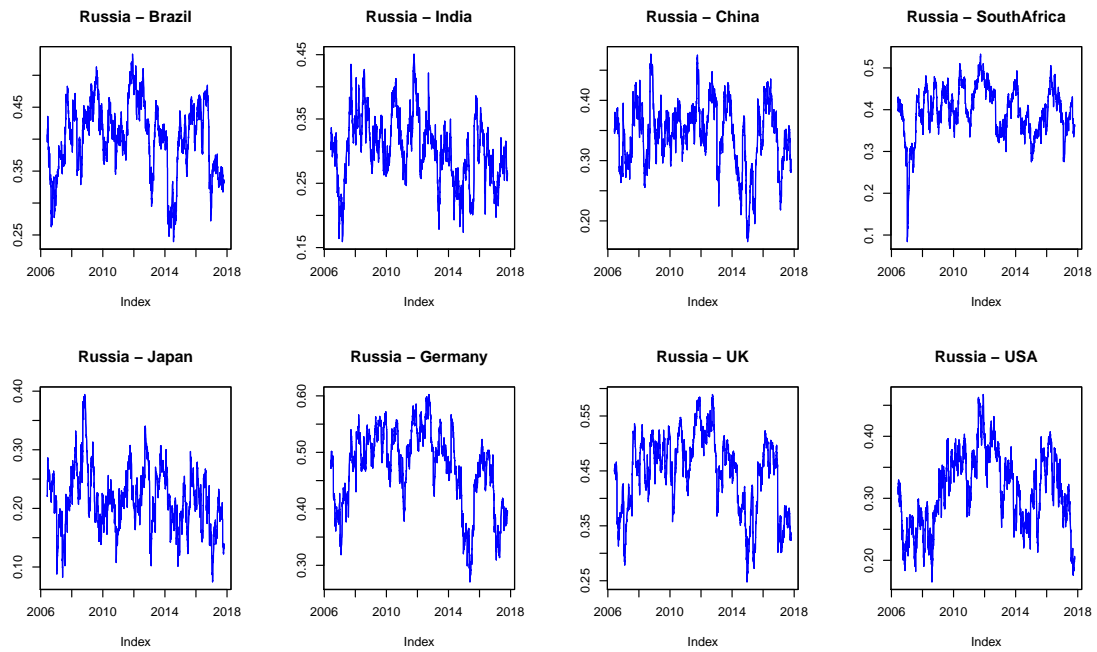 Russia − Brazil
0.25 0.35 0.45
2006 2010 2014 2018
Index
Russia − India
0.15 0.25 0.35 0.45
2006 2010 2014 2018
Index
Russia − China
0.20 0.30 0.40
2006 2010 2014 2018
Index
Russia − SouthAfrica
0.1 0.2 0.3 0.4 0.5
2006 2010 2014 2018
Index
Russia − Japan
0.10 0.20 0.30 0.40
2006 2010 2014 2018
Index
Russia − Germany
0.30 0.40 0.50 0.60
2006 2010 2014 2018
Index
Russia − UK
0.25 0.35 0.45 0.55
2006 2010 2014 2018
Index
Russia − USA
0.20 0.30 0.40
2006 2010 2014 2018
Index